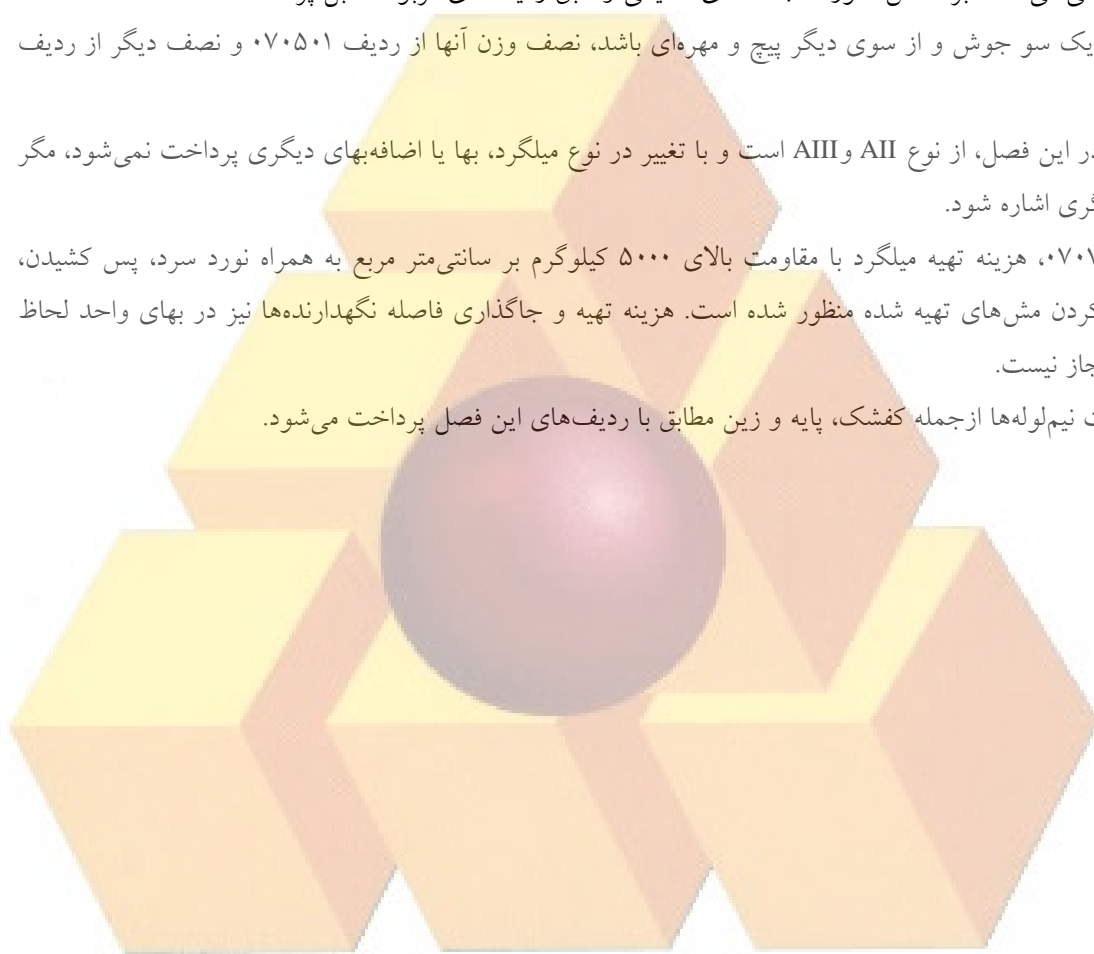 یک سو جوش و از سوی دیگر پیچ و مهره‌ای باشد، نصف وزن آنها از ردیف ۰۷۰۵۰۱ و نصف دیگر از ردیف
در این فصل، از نوع AII و AIII است و با تغییر در نوع میلگرد، بها یا اضافه‌بهای دیگری پرداخت نمی‌شود، مگر
گری اشاره شود.
۰۷۰۷، هزینه تهیه میلگرد با مقاومت بالای ۵۰۰۰ کیلوگرم بر سانتی‌متر مربع به همراه نورد سرد، پس کشیدن،
کردن مش‌های تهیه شده منظور شده است. هزینه تهیه و جاگذاری فاصله نگهدارنده‌ها نیز در بهای واحد لحاظ
جاز نیست.
ت نیم‌لوله‌ها ازجمله کفشک، پایه و زین مطابق با ردیف‌های این فصل پرداخت می‌شود.